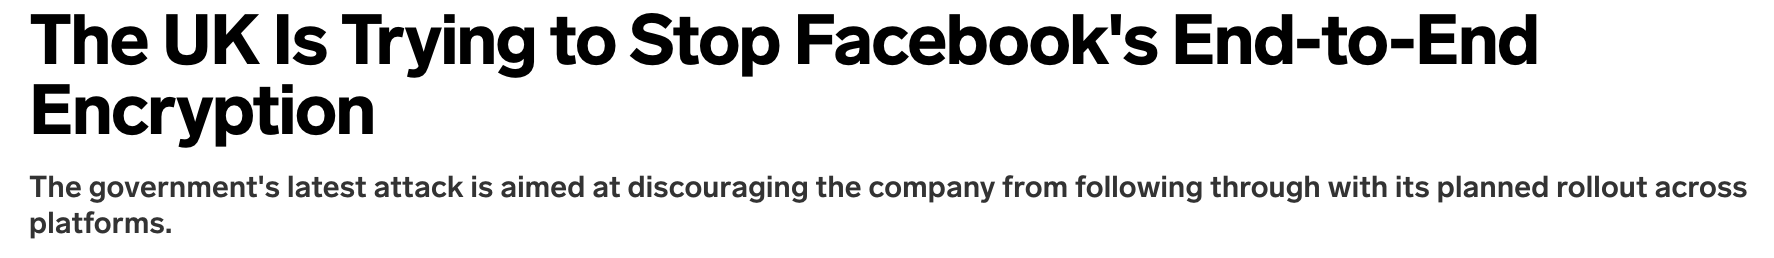 The UK Is Trying to Stop Facebook's End-to-End
Encryption
The government's latest attack is aimed at discouraging the company from following through with its planned rollout across
platforms.